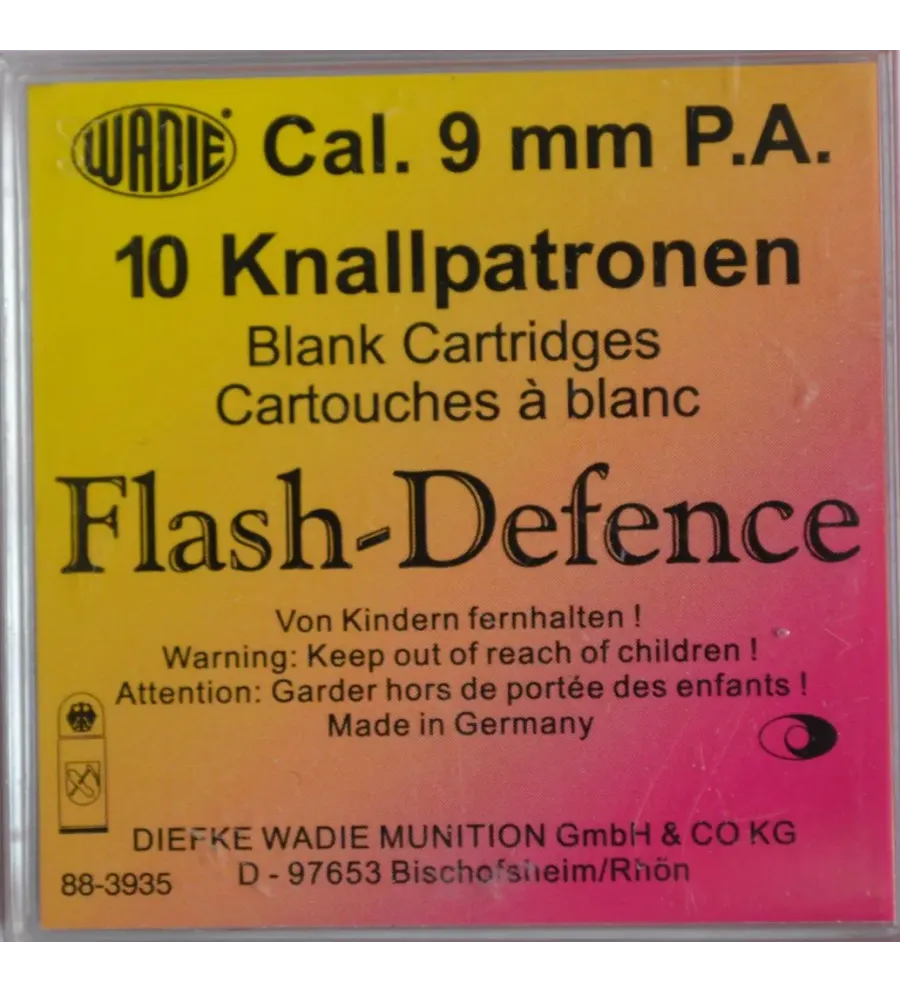 WADIE Cal. 9 mm P.A.
10 Knallpatronen
Blank Cartridges
Cartouches à blanc
Flash-Defence
Von Kindern fernhalten !
Warning: Keep out of reach of children !
Attention: Garder hors de portée des enfants !
Made in Germany
DIEFKE WADIE MUNITION GmbH & CO KG
88-3935 D - 97653 Bischofsheim/Rhön